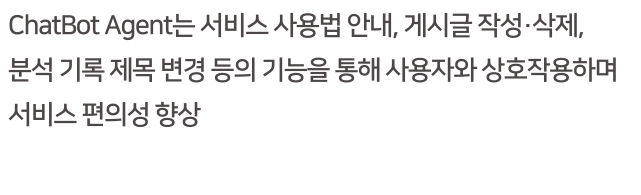 ChatBot Agent는 서비스 사용법 안내, 게시글 작성·삭제,
분석 기록 제목 변경 등의 기능을 통해 사용자와 상호작용하며
서비스 편의성 향상